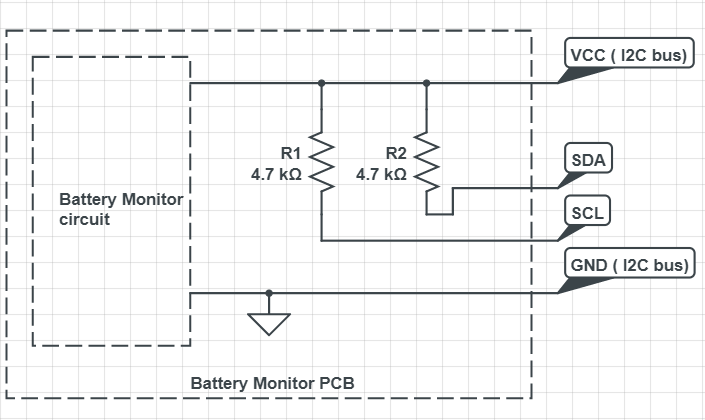 VCC ( I2C bus)
R1
4.7 kΩ
R2
4.7 kΩ
SDA
Battery Monitor
circuit
SCL
GND ( I2C bus)
Battery Monitor PCB